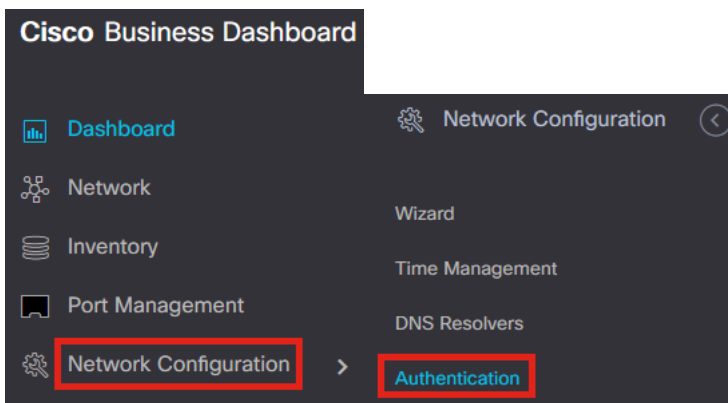 Cisco Business Dashboard
Dashboard
Network
Inventory
Port Management
Network Configuration
Network Configuration
Wizard
Time Management
DNS Resolvers
Authentication